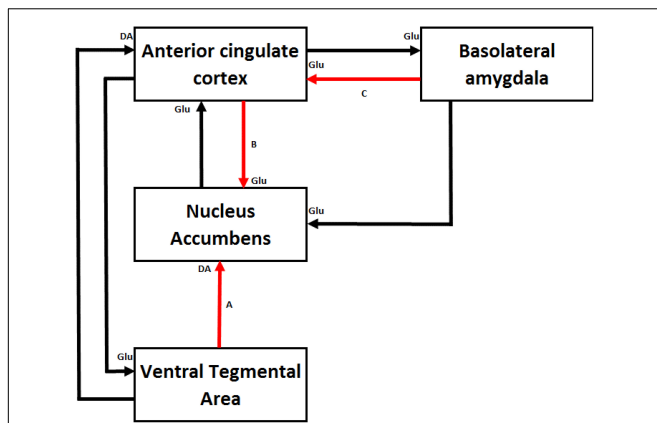 DA
Anterior cingulate
cortex
Glu
Basolateral
amygdala
Glu
C
Glu
B
Glu
Nucleus
Accumbens
Glu
DA
A
Glu
Ventral Tegmental
Area